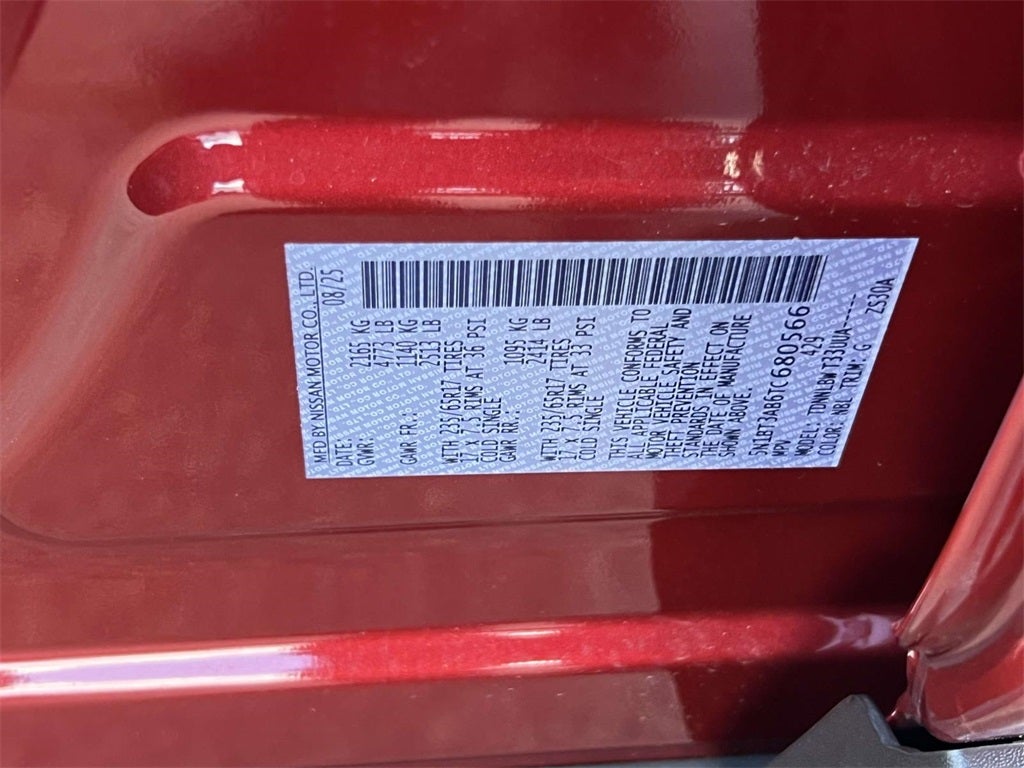 MFD BY NISSAN MOTOR CO., LTD.
DATE: 08/25
GVWR: 2165 KG
4773 LB
GAWR FR.: 1140 KG
2513 LB
WITH 235/65R17 TIRES
17 X 7.5 RIMS AT 36 PSI
COLD SINGLE
GAWR RR.: 1095 KG
2414 LB
WITH 235/65R17 TIRES
17 X 7.5 RIMS AT 33 PSI
COLD SINGLE
THIS VEHICLE CONFORMS TO
ALL APPLICABLE FEDERAL
MOTOR VEHICLE SAFETY AND
THEFT PREVENTION
STANDARDS IN EFFECT ON
THE DATE OF MANUFACTURE
SHOWN ABOVE.
5N1BT3AB6TC680566
MPV 429
MODEL: TDNNLBW T33UUA-----
COLOR: NBL TRIM: G ZS30A